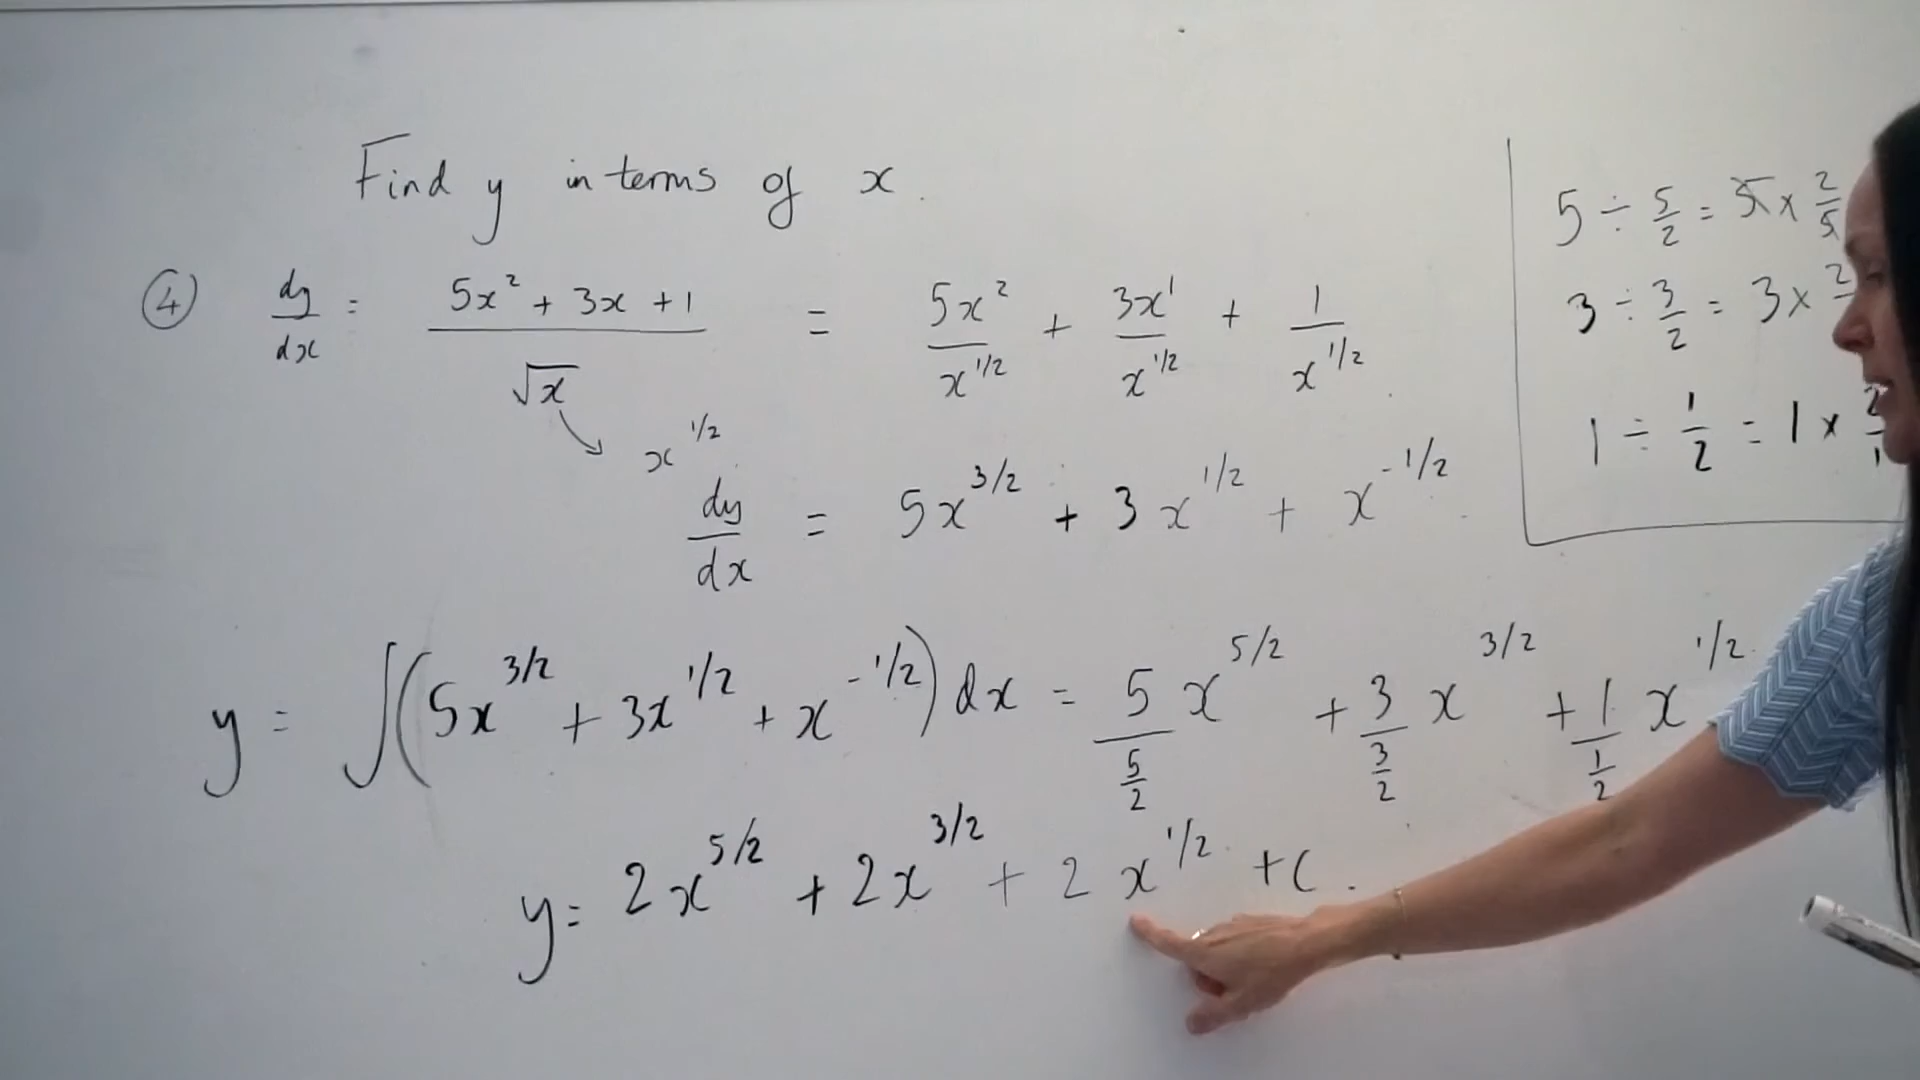 Find y in terms of x.
④ dy/dx = (5x² + 3x + 1)/√x = 5x²/x^1/2 + 3x¹/x^1/2 + 1/x^1/2
x^1/2
dy/dx = 5x^3/2 + 3x^1/2 + x^-1/2
y = ∫(5x^3/2 + 3x^1/2 + x^-1/2) dx = 5/(5/2) x^5/2 + 3/(3/2) x^3/2 + 1/(1/2) x^1/2
y = 2x^5/2 + 2x^3/2 + 2x^1/2 + c.
5 ÷ 5/2 = 5 × 2/5
3 ÷ 3/2 = 3 × 2
1 ÷ 1/2 = 1 × 2/1